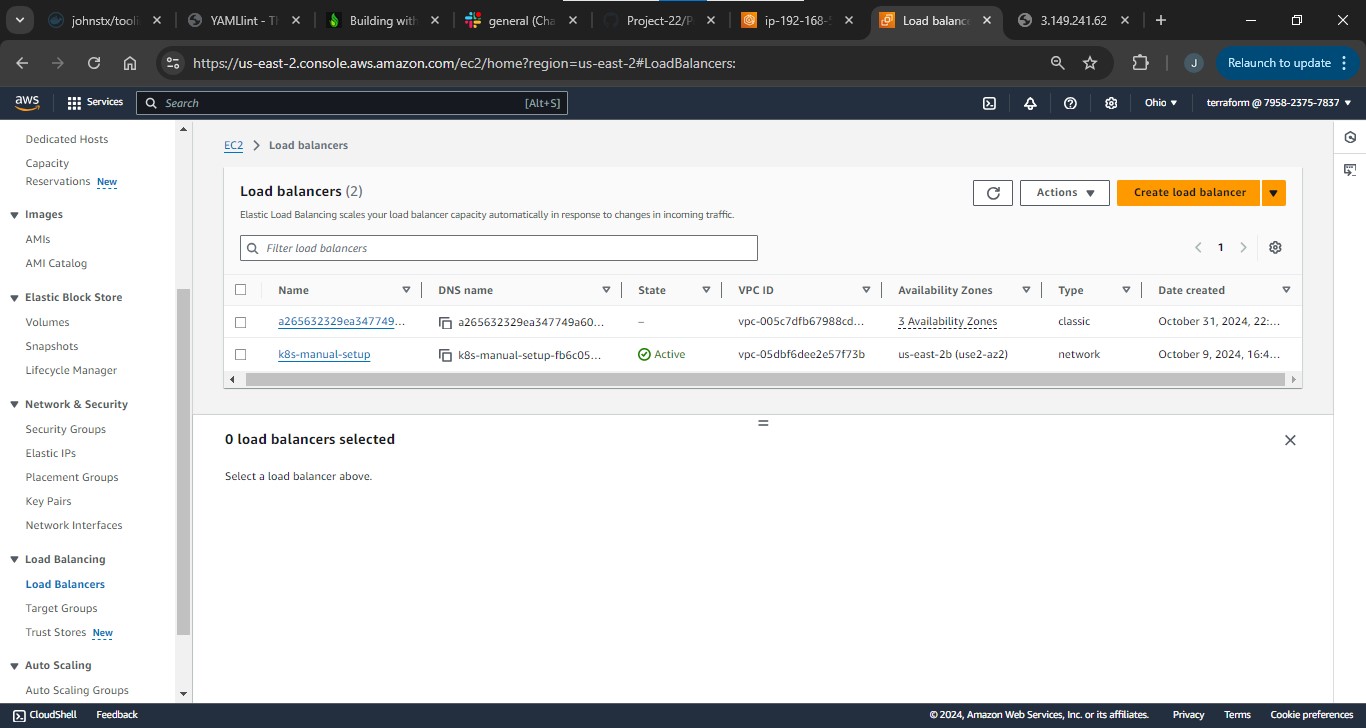 johnstx/tooli
YAMLlint - Th
Building with
general (Cha
Project-22/P
ip-192-168-5
Load balanc
3.149.241.62
https://us-east-2.console.aws.amazon.com/ec2/home?region=us-east-2#LoadBalancers:
J
Relaunch to update
aws
Services
Search
[Alt+S]
Ohio
terraform @ 7958-2375-7837
Dedicated Hosts
Capacity
Reservations New
Images
AMIs
AMI Catalog
Elastic Block Store
Volumes
Snapshots
Lifecycle Manager
Network & Security
Security Groups
Elastic IPs
Placement Groups
Key Pairs
Network Interfaces
Load Balancing
Load Balancers
Target Groups
Trust Stores New
Auto Scaling
Auto Scaling Groups
EC2 > Load balancers
Load balancers (2)
Actions
Create load balancer
Elastic Load Balancing scales your load balancer capacity automatically in response to changes in incoming traffic.
Filter load balancers
1
Name DNS name State VPC ID Availability Zones Type Date created
a265632329ea347749... a265632329ea347749a60... – vpc-005c7dfb67988cd... 3 Availability Zones classic October 31, 2024, 22:...
k8s-manual-setup k8s-manual-setup-fb6c05... Active vpc-05dbf6dee2e57f73b us-east-2b (use2-az2) network October 9, 2024, 16:4...
0 load balancers selected
Select a load balancer above.
CloudShell Feedback
© 2024, Amazon Web Services, Inc. or its affiliates. Privacy Terms Cookie preferences